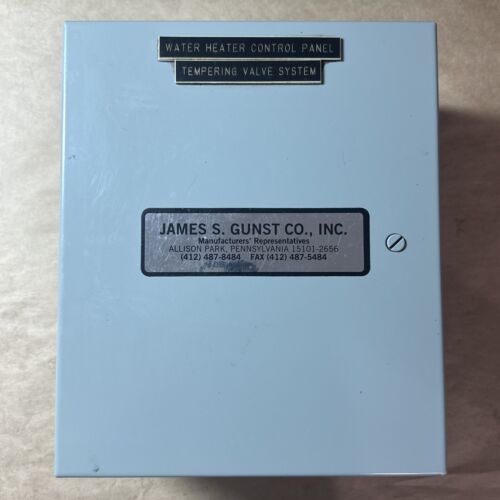 WATER HEATER CONTROL PANEL
TEMPERING VALVE SYSTEM
JAMES S. GUNST CO., INC.
Manufacturers' Representatives
ALLISON PARK, PENNSYLVANIA 15101-2656
(412) 487-8484 FAX (412) 487-5484